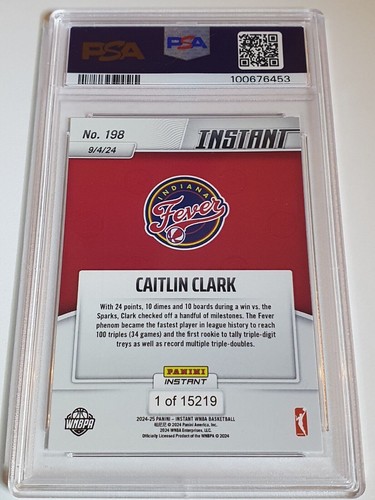 PSA
PSA
100676453
No. 198
INSTANT
9/4/24
INDIANA
Fever
CAITLIN CLARK
With 24 points, 10 dimes and 10 boards during a win vs. the
Sparks, Clark checked off a handful of milestones. The Fever
phenom became the fastest player in league history to reach
100 triples (34 games) and the first rookie to tally triple-digit
treys as well as record multiple triple-doubles.
PANINI
INSTANT
1 of 15219
WNBPA
2024-25 PANINI – INSTANT WNBA BASKETBALL
© 2024 Panini America, Inc.
2024 WNBA Enterprises, LLC.
Officially Licensed Product of the WNBPA © 2024